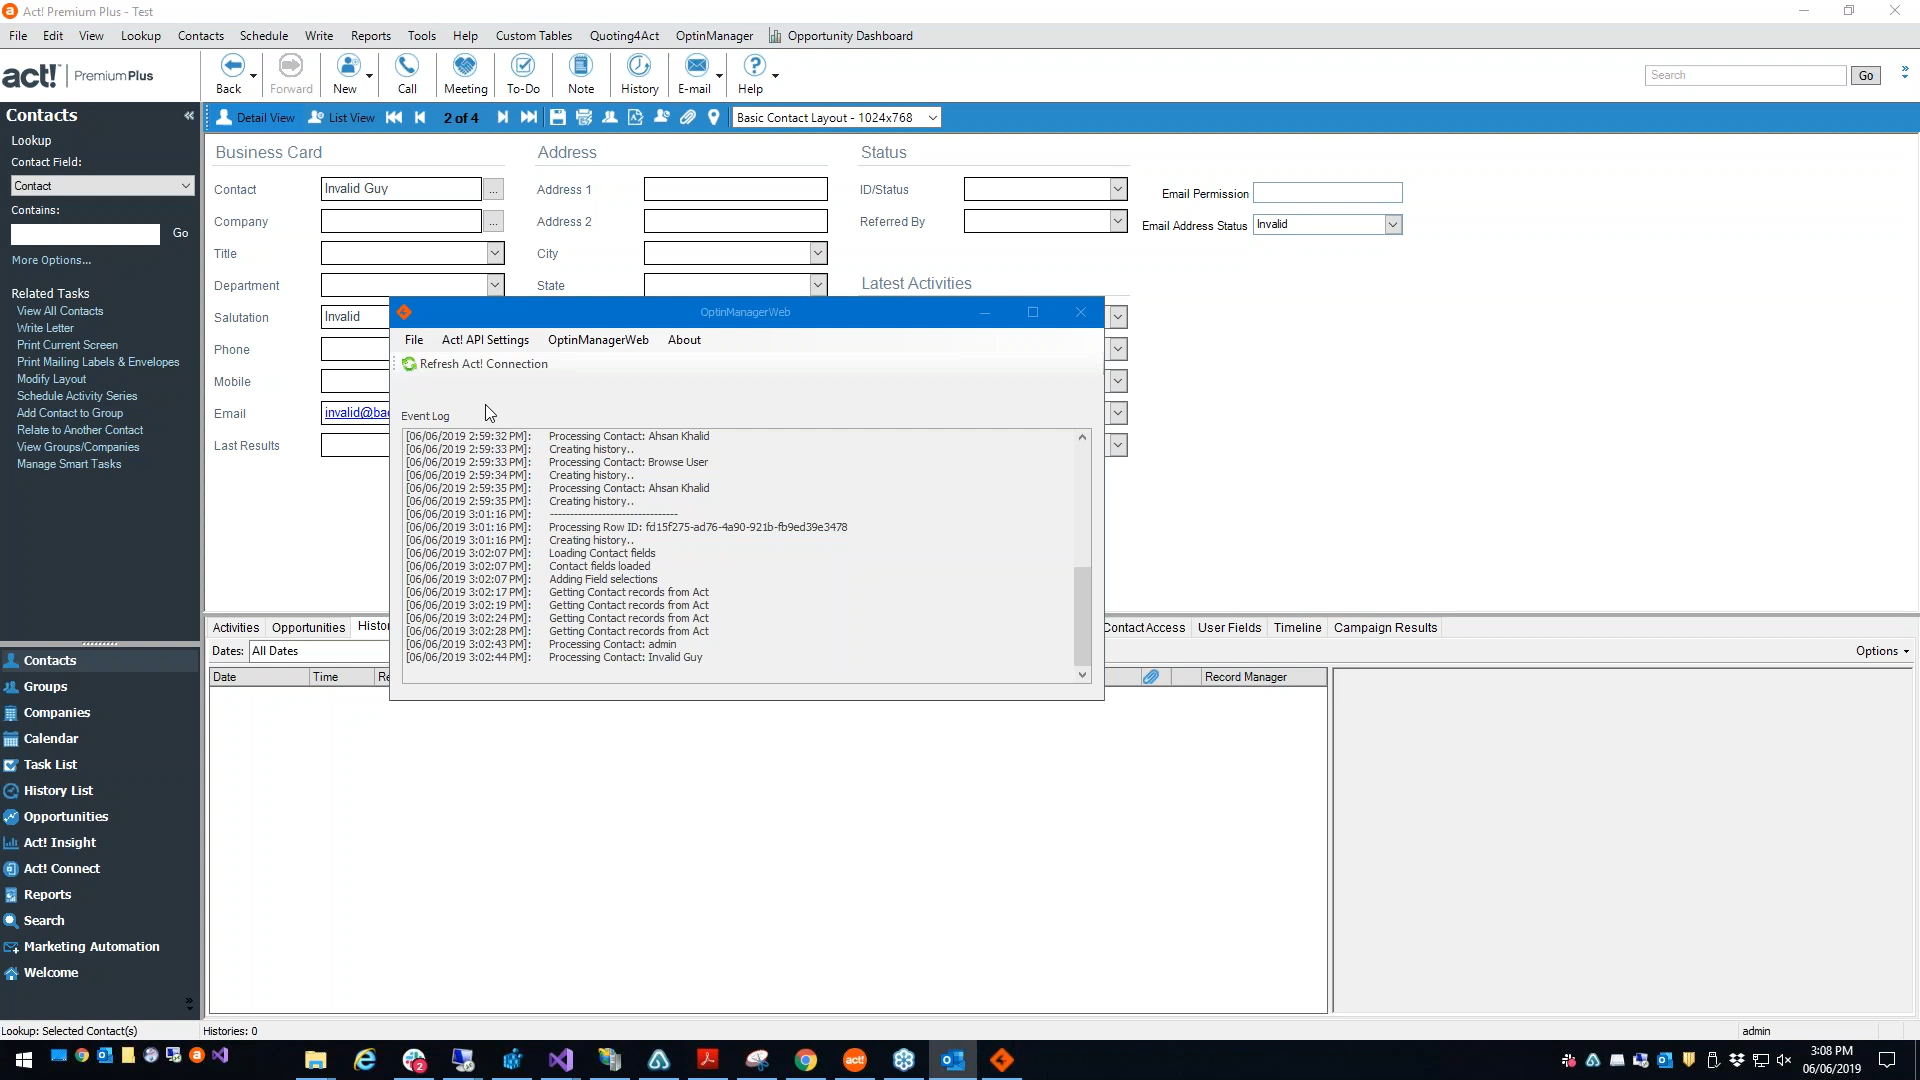 Act! Premium Plus - Test
File Edit View Lookup Contacts Schedule Write Reports Tools Help Custom Tables Quoting4Act OptinManager Opportunity Dashboard
act! Premium Plus
Back Forward New Call Meeting To-Do Note History E-mail Help
Search Go
Contacts
Detail View List View 2 of 4 Basic Contact Layout - 1024x768
Lookup
Contact Field:
Contact
Contains:
Go
More Options...
Related Tasks
View All Contacts
Write Letter
Print Current Screen
Print Mailing Labels & Envelopes
Modify Layout
Schedule Activity Series
Add Contact to Group
Relate to Another Contact
View Groups/Companies
Manage Smart Tasks
Business Card
Contact Invalid Guy ...
Company ...
Title
Department
Salutation Invalid
Phone
Mobile
Email invalid@ba
Last Results
Address
Address 1
Address 2
City
State
Status
ID/Status
Referred By
Latest Activities
Email Permission
Email Address Status Invalid
OptinManagerWeb
File Act! API Settings OptinManagerWeb About
Refresh Act! Connection
Event Log
[06/06/2019 2:59:32 PM]: Processing Contact: Ahsan Khalid
[06/06/2019 2:59:33 PM]: Creating history..
[06/06/2019 2:59:33 PM]: Processing Contact: Browse User
[06/06/2019 2:59:34 PM]: Creating history..
[06/06/2019 2:59:35 PM]: Processing Contact: Ahsan Khalid
[06/06/2019 2:59:35 PM]: Creating history..
[06/06/2019 3:01:16 PM]: --------------------------------
[06/06/2019 3:01:16 PM]: Processing Row ID: fd15f275-ad76-4a90-921b-fb9ed39e3478
[06/06/2019 3:01:16 PM]: Creating history..
[06/06/2019 3:02:07 PM]: Loading Contact fields
[06/06/2019 3:02:07 PM]: Contact fields loaded
[06/06/2019 3:02:07 PM]: Adding Field selections
[06/06/2019 3:02:17 PM]: Getting Contact records from Act
[06/06/2019 3:02:19 PM]: Getting Contact records from Act
[06/06/2019 3:02:24 PM]: Getting Contact records from Act
[06/06/2019 3:02:28 PM]: Getting Contact records from Act
[06/06/2019 3:02:43 PM]: Processing Contact: admin
[06/06/2019 3:02:44 PM]: Processing Contact: Invalid Guy
Activities Opportunities Histo Contact Access User Fields Timeline Campaign Results
Dates: All Dates Options
Date Time Re Record Manager
Contacts
Groups
Companies
Calendar
Task List
History List
Opportunities
Act! Insight
Act! Connect
Reports
Search
Marketing Automation
Welcome
Lookup: Selected Contact(s) Histories: 0 admin
act!
2
3:08 PM
06/06/2019